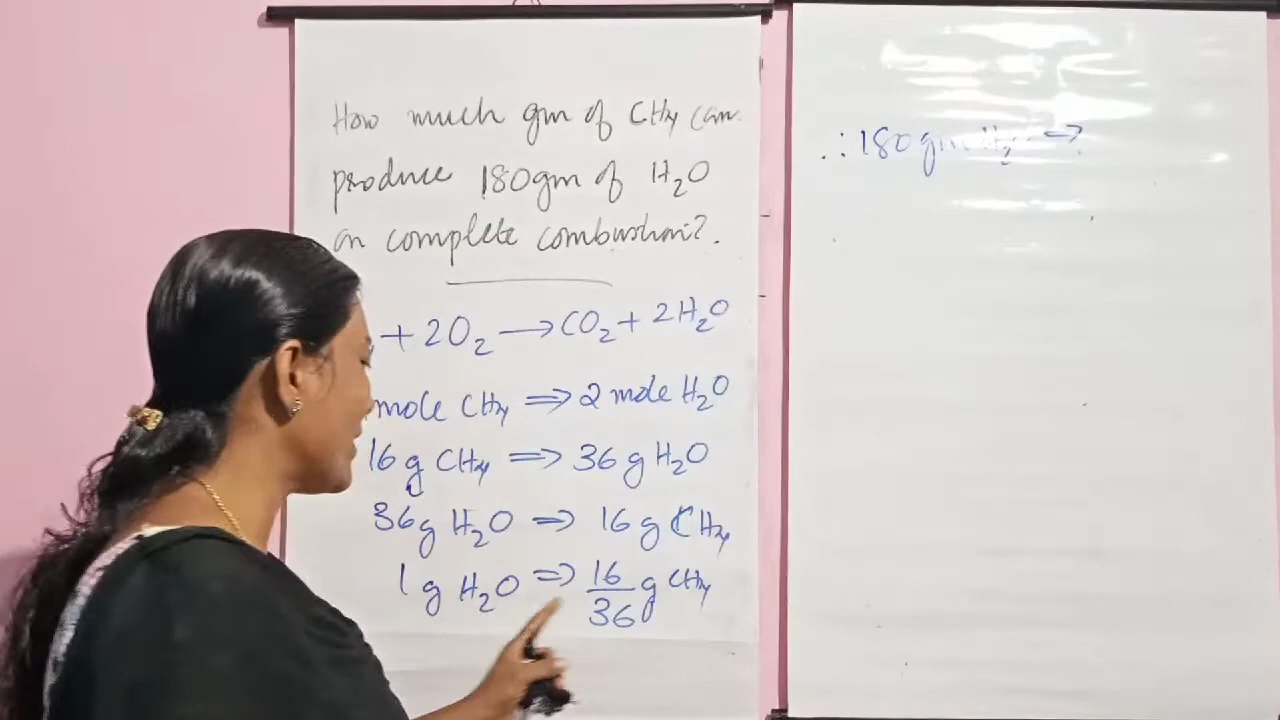 How much gm of CH4 can
produce 180gm of H2O
on complete combustion?.
+ 2O2 → CO2 + 2H2O
mole CH4 ⇒ 2 mole H2O
16 g CH4 ⇒ 36 g H2O
36g H2O ⇒ 16 g CH4
1 g H2O ⇒ 16/36 g CH4
∴ 180 gm H2 ⇒